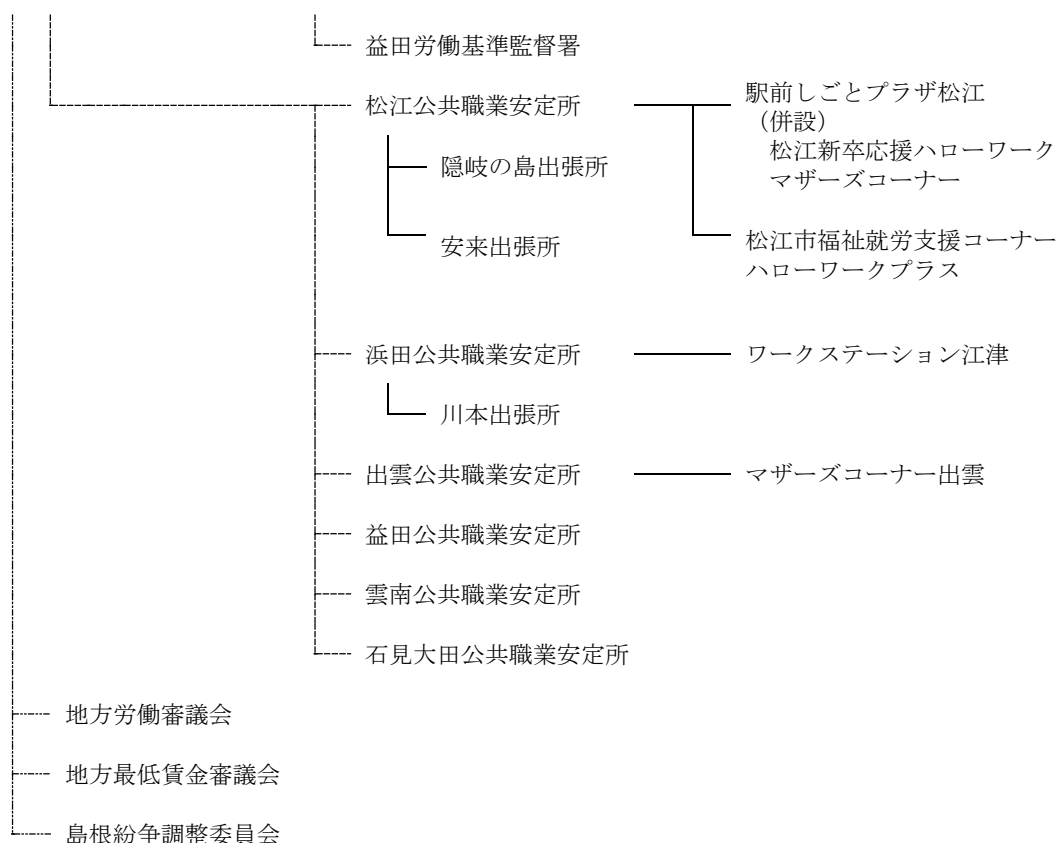 益田労働基準監督署
松江公共職業安定所
駅前しごとプラザ松江
（併設）
松江新卒応援ハローワーク
マザーズコーナー
隠岐の島出張所
安来出張所
松江市福祉就労支援コーナー
ハローワークプラス
浜田公共職業安定所
ワークステーション江津
川本出張所
出雲公共職業安定所
マザーズコーナー出雲
益田公共職業安定所
雲南公共職業安定所
石見大田公共職業安定所
地方労働審議会
地方最低賃金審議会
島根紛争調整委員会